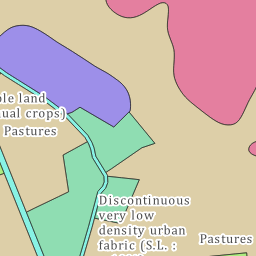 ble land
ual crops)
Pastures
Discontinuous
very low
density urban
fabric (S.L. :
Pastures